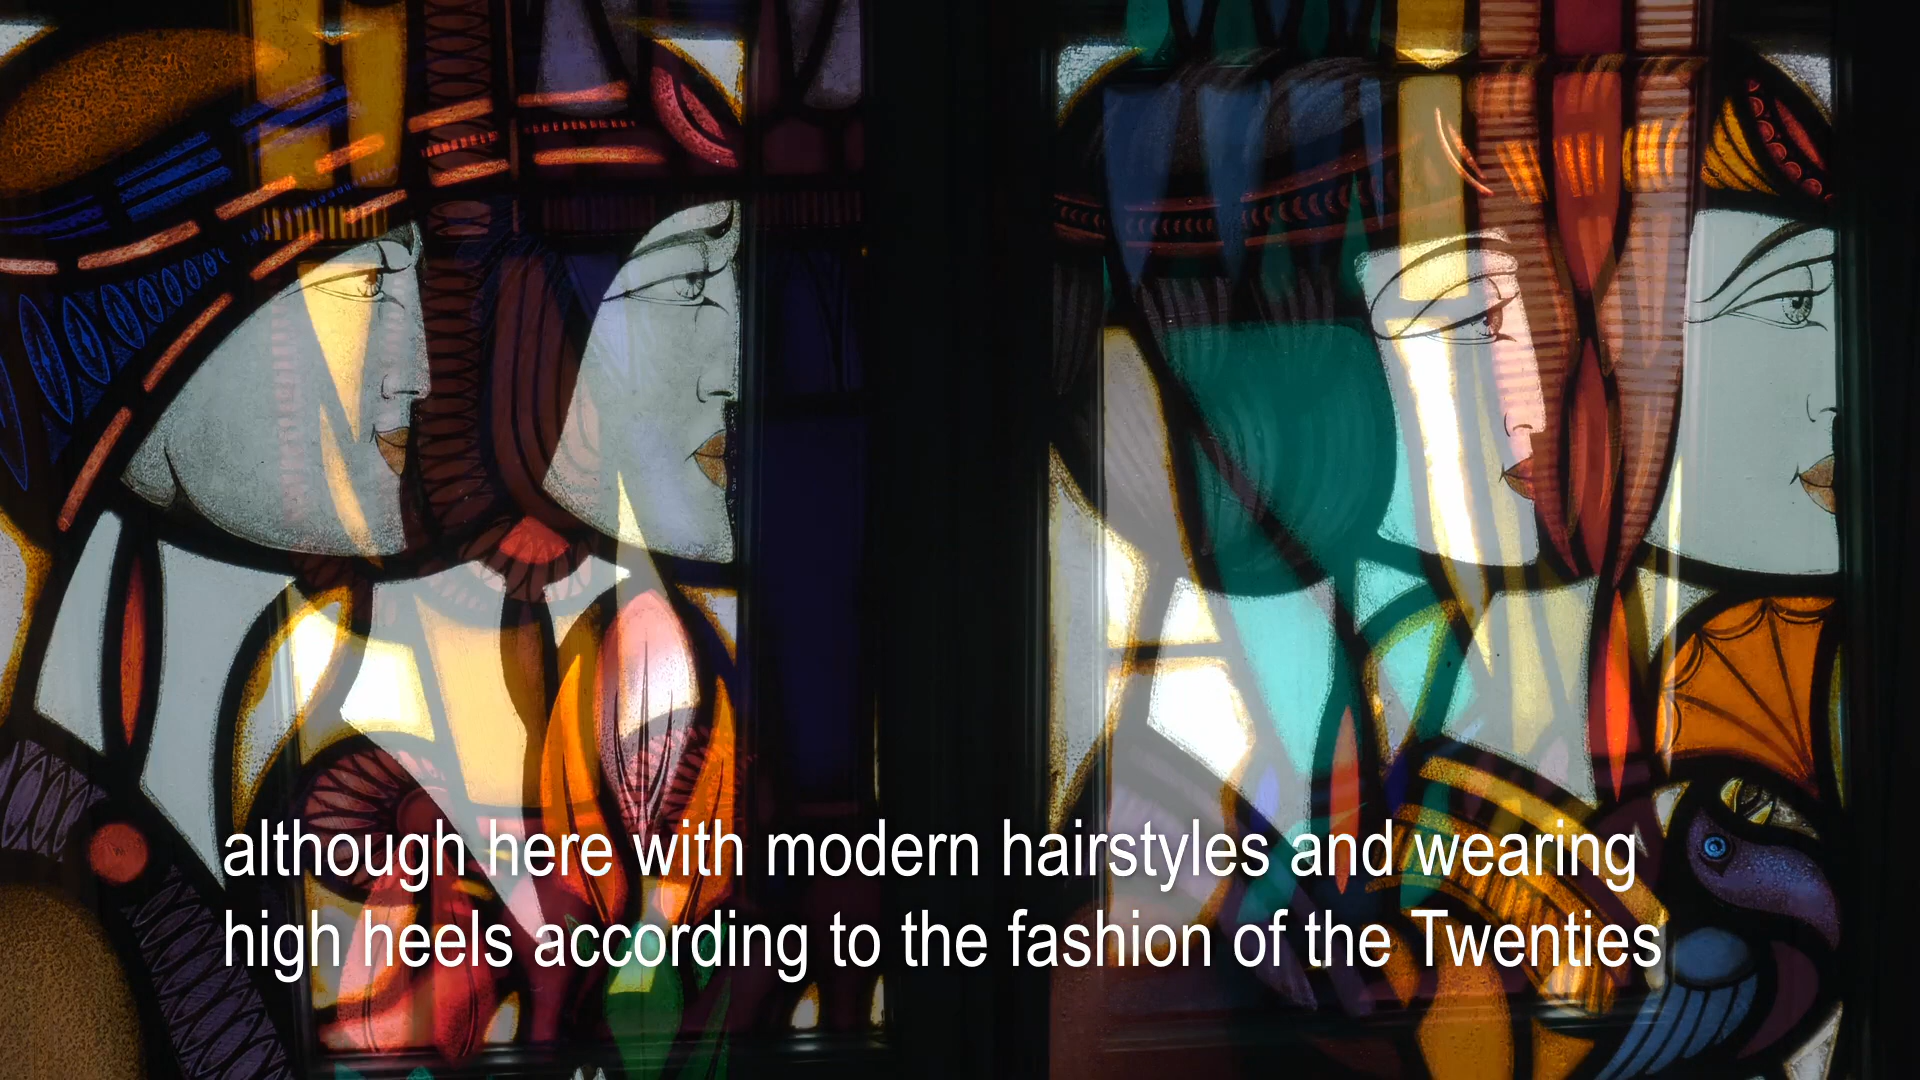 although here with modern hairstyles and wearing
high heels according to the fashion of the Twenties